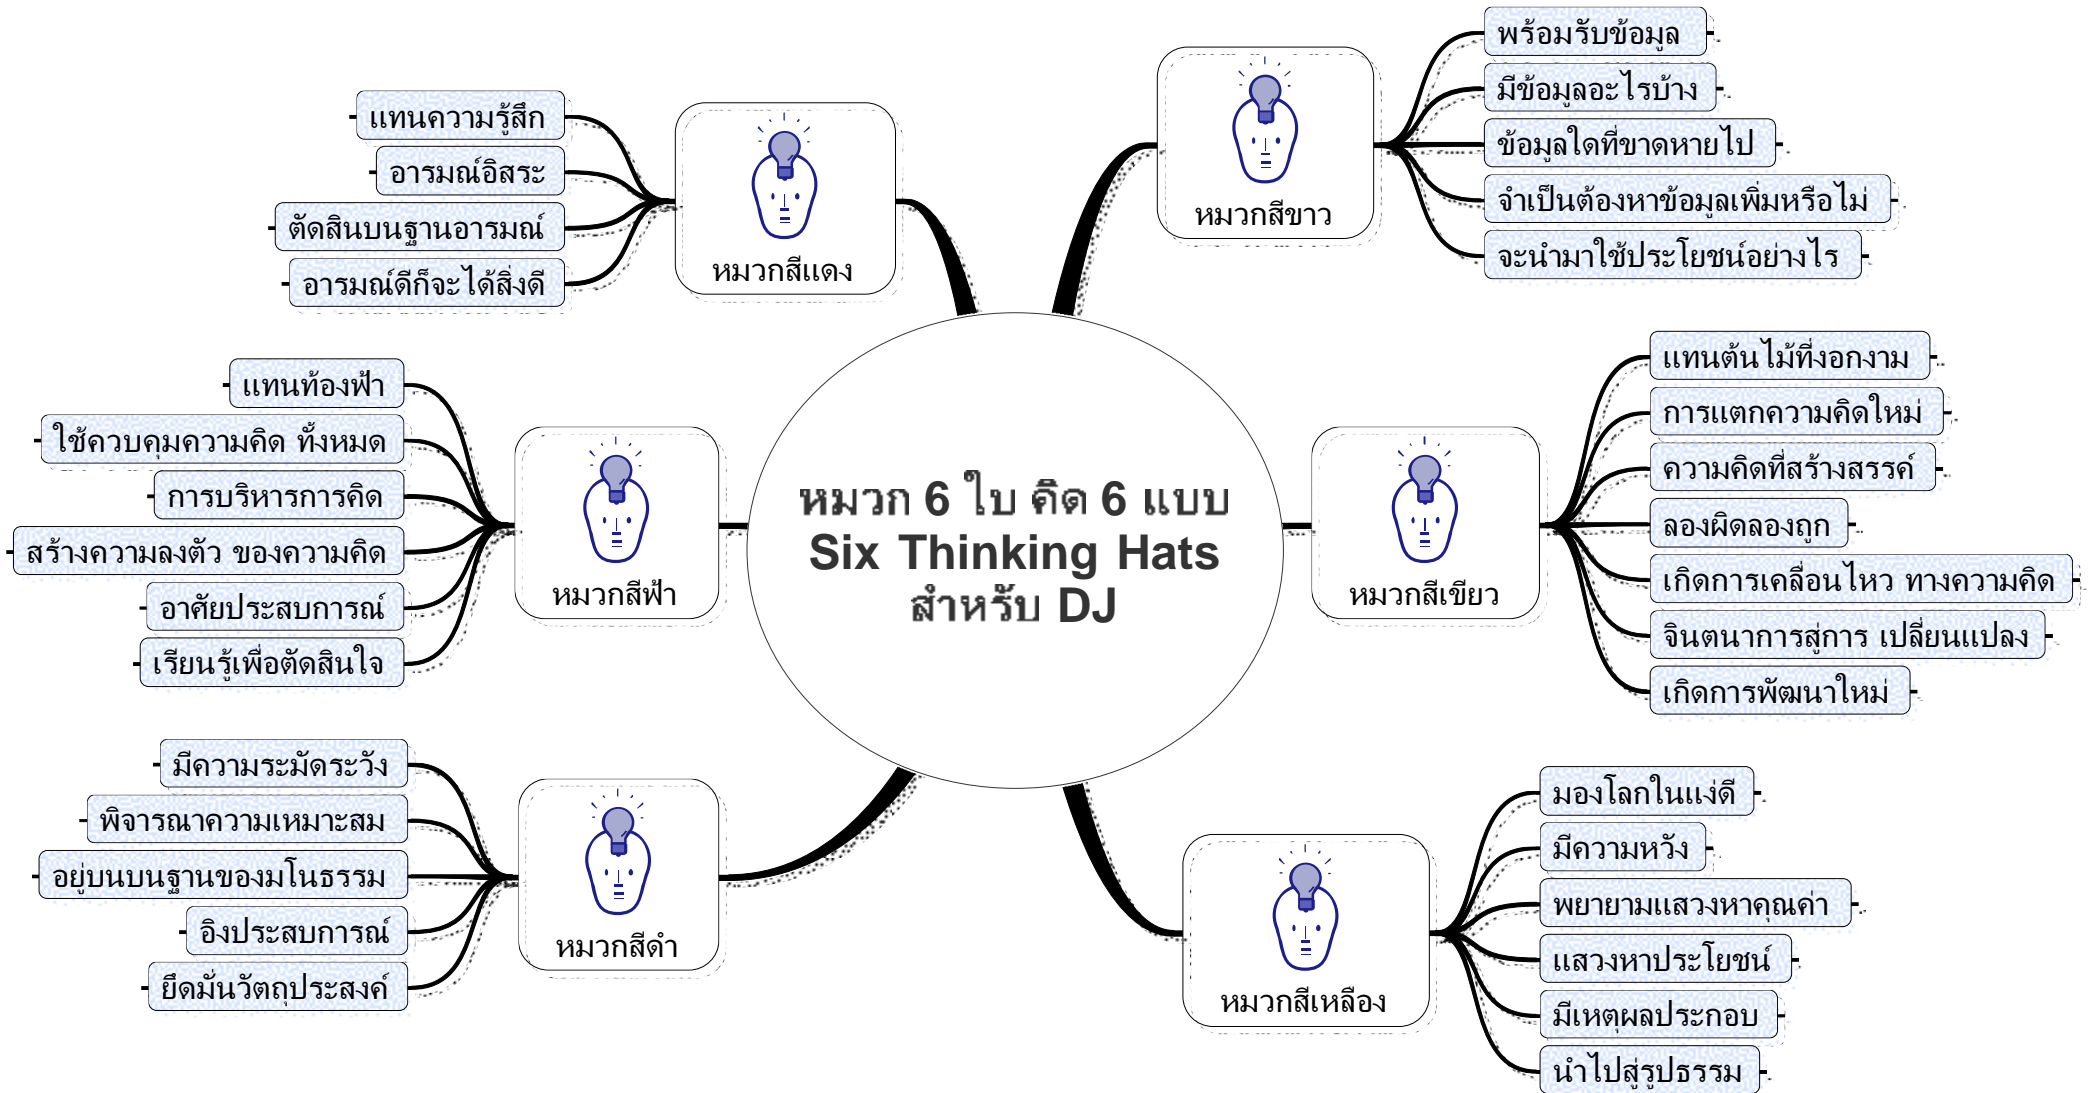 หมวก 6 ใบ คิด 6 แบบ
Six Thinking Hats
สำหรับ DJ
หมวกสีขาว
พร้อมรับข้อมูล
มีข้อมูลอะไรบ้าง
ข้อมูลใดที่ขาดหายไป
จำเป็นต้องหาข้อมูลเพิ่มหรือไม่
จะนำมาใช้ประโยชน์อย่างไร
หมวกสีเขียว
แทนต้นไม้ที่งอกงาม
การแตกความคิดใหม่
ความคิดที่สร้างสรรค์
ลองผิดลองถูก
เกิดการเคลื่อนไหว ทางความคิด
จินตนาการสู่การ เปลี่ยนแปลง
เกิดการพัฒนาใหม่
หมวกสีเหลือง
มองโลกในแง่ดี
มีความหวัง
พยายามแสวงหาคุณค่า
แสวงหาประโยชน์
มีเหตุผลประกอบ
นำไปสู่รูปธรรม
หมวกสีดำ
มีความระมัดระวัง
พิจารณาความเหมาะสม
อยู่บนบนฐานของมโนธรรม
อิงประสบการณ์
ยึดมั่นวัตถุประสงค์
หมวกสีฟ้า
แทนท้องฟ้า
ใช้ควบคุมความคิด ทั้งหมด
การบริหารการคิด
สร้างความลงตัว ของความคิด
อาศัยประสบการณ์
เรียนรู้เพื่อตัดสินใจ
หมวกสีแดง
แทนความรู้สึก
อารมณ์อิสระ
ตัดสินบนฐานอารมณ์
อารมณ์ดีก็จะได้สิ่งดี